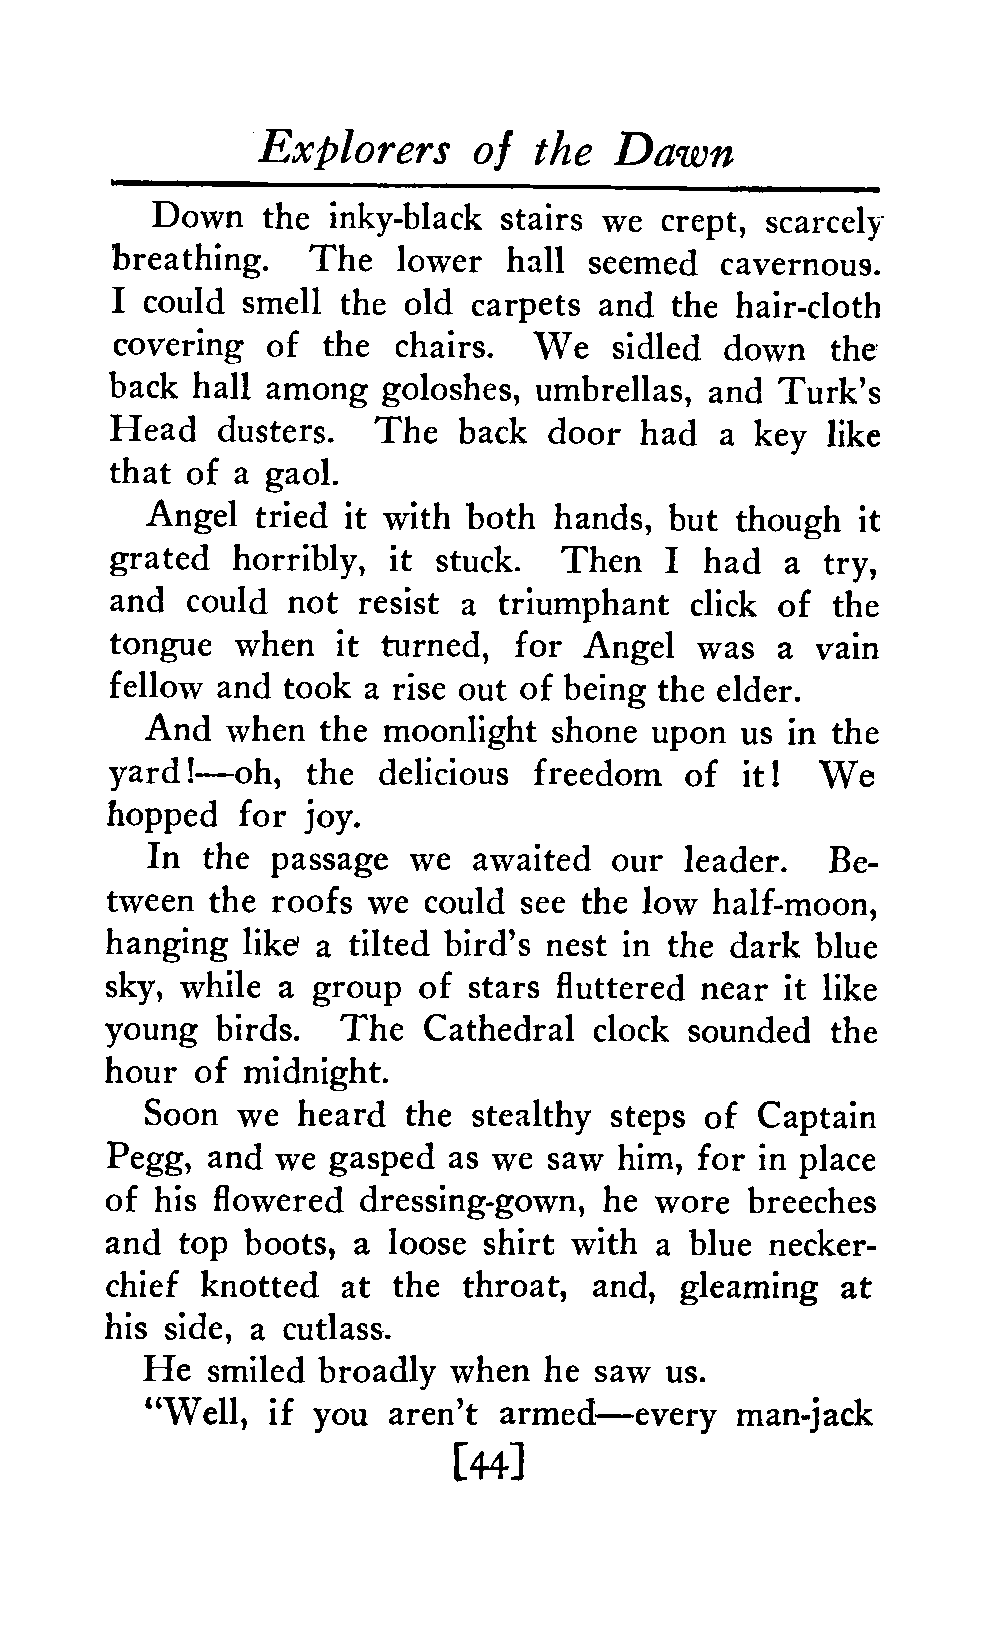 Explorers of the Dawn
Down the inky-black stairs we crept, scarcely
breathing. The lower hall seemed cavernous.
I could smell the old carpets and the hair-cloth
covering of the chairs. We sidled down the
back hall among goloshes, umbrellas, and Turk's
Head dusters. The back door had a key like
that of a gaol.
Angel tried it with both hands, but though it
grated horribly, it stuck. Then I had a try,
and could not resist a triumphant click of the
tongue when it turned, for Angel was a vain
fellow and took a rise out of being the elder.
And when the moonlight shone upon us in the
yard!—oh, the delicious freedom of it! We
hopped for joy.
In the passage we awaited our leader. Be-
tween the roofs we could see the low half-moon,
hanging like a tilted bird's nest in the dark blue
sky, while a group of stars fluttered near it like
young birds. The Cathedral clock sounded the
hour of midnight.
Soon we heard the stealthy steps of Captain
Pegg, and we gasped as we saw him, for in place
of his flowered dressing-gown, he wore breeches
and top boots, a loose shirt with a blue necker-
chief knotted at the throat, and, gleaming at
his side, a cutlass.
He smiled broadly when he saw us.
"Well, if you aren't armed—every man-jack
[44]